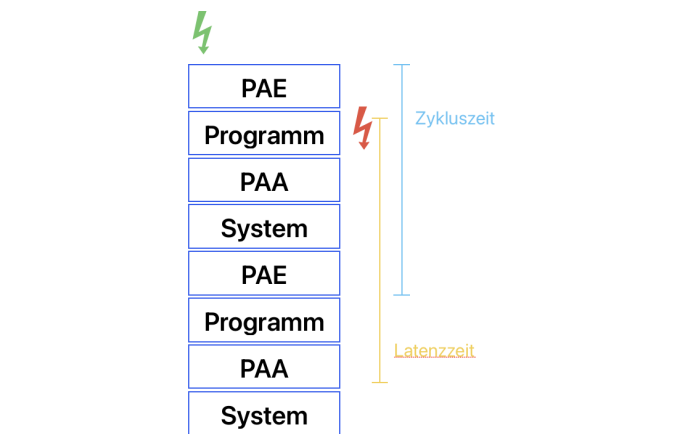 PAE
Programm
Zykluszeit
PAA
System
PAE
Programm
Latenzzeit
PAA
System